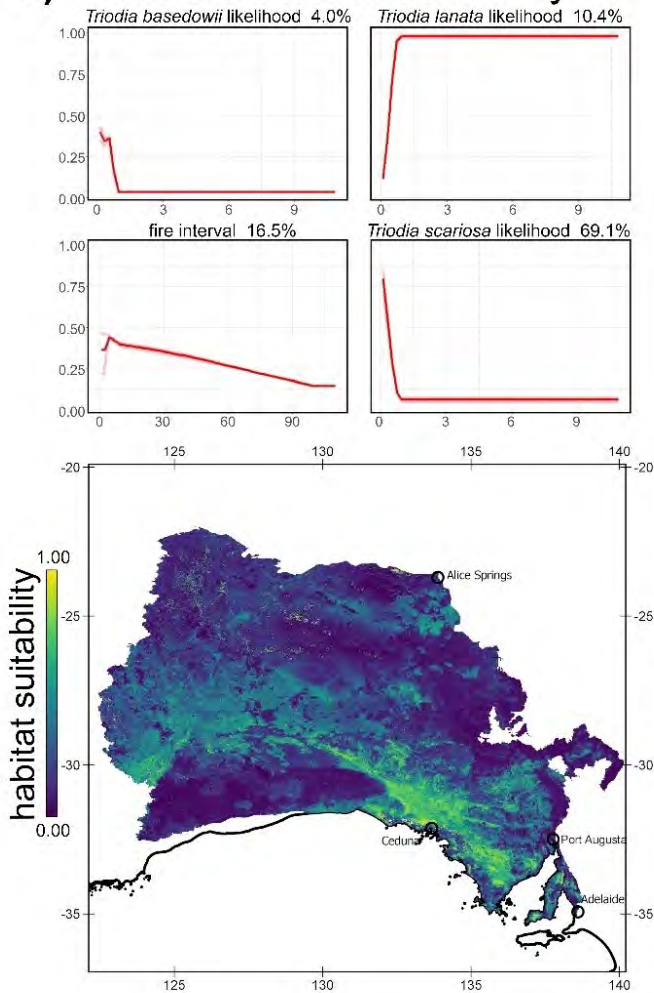 Triodia basedowii likelihood 4.0%
Triodia lanata likelihood 10.4%
1.00
0.75
0.50
0.25
0.00
0 3 6 9
0 3 6 9
fire interval 16.5%
Triodia scariosa likelihood 69.1%
1.00
0.75
0.50
0.25
0.00
0 30 60 90
0 3 6 9
125 130 135 140
-20 -20
Alice Springs
1.00
-25 -25
habitat suitability
-30 -30
0.00
Ceduna
Port Augusta
Adelaide
-35 -35
125 130 135 140